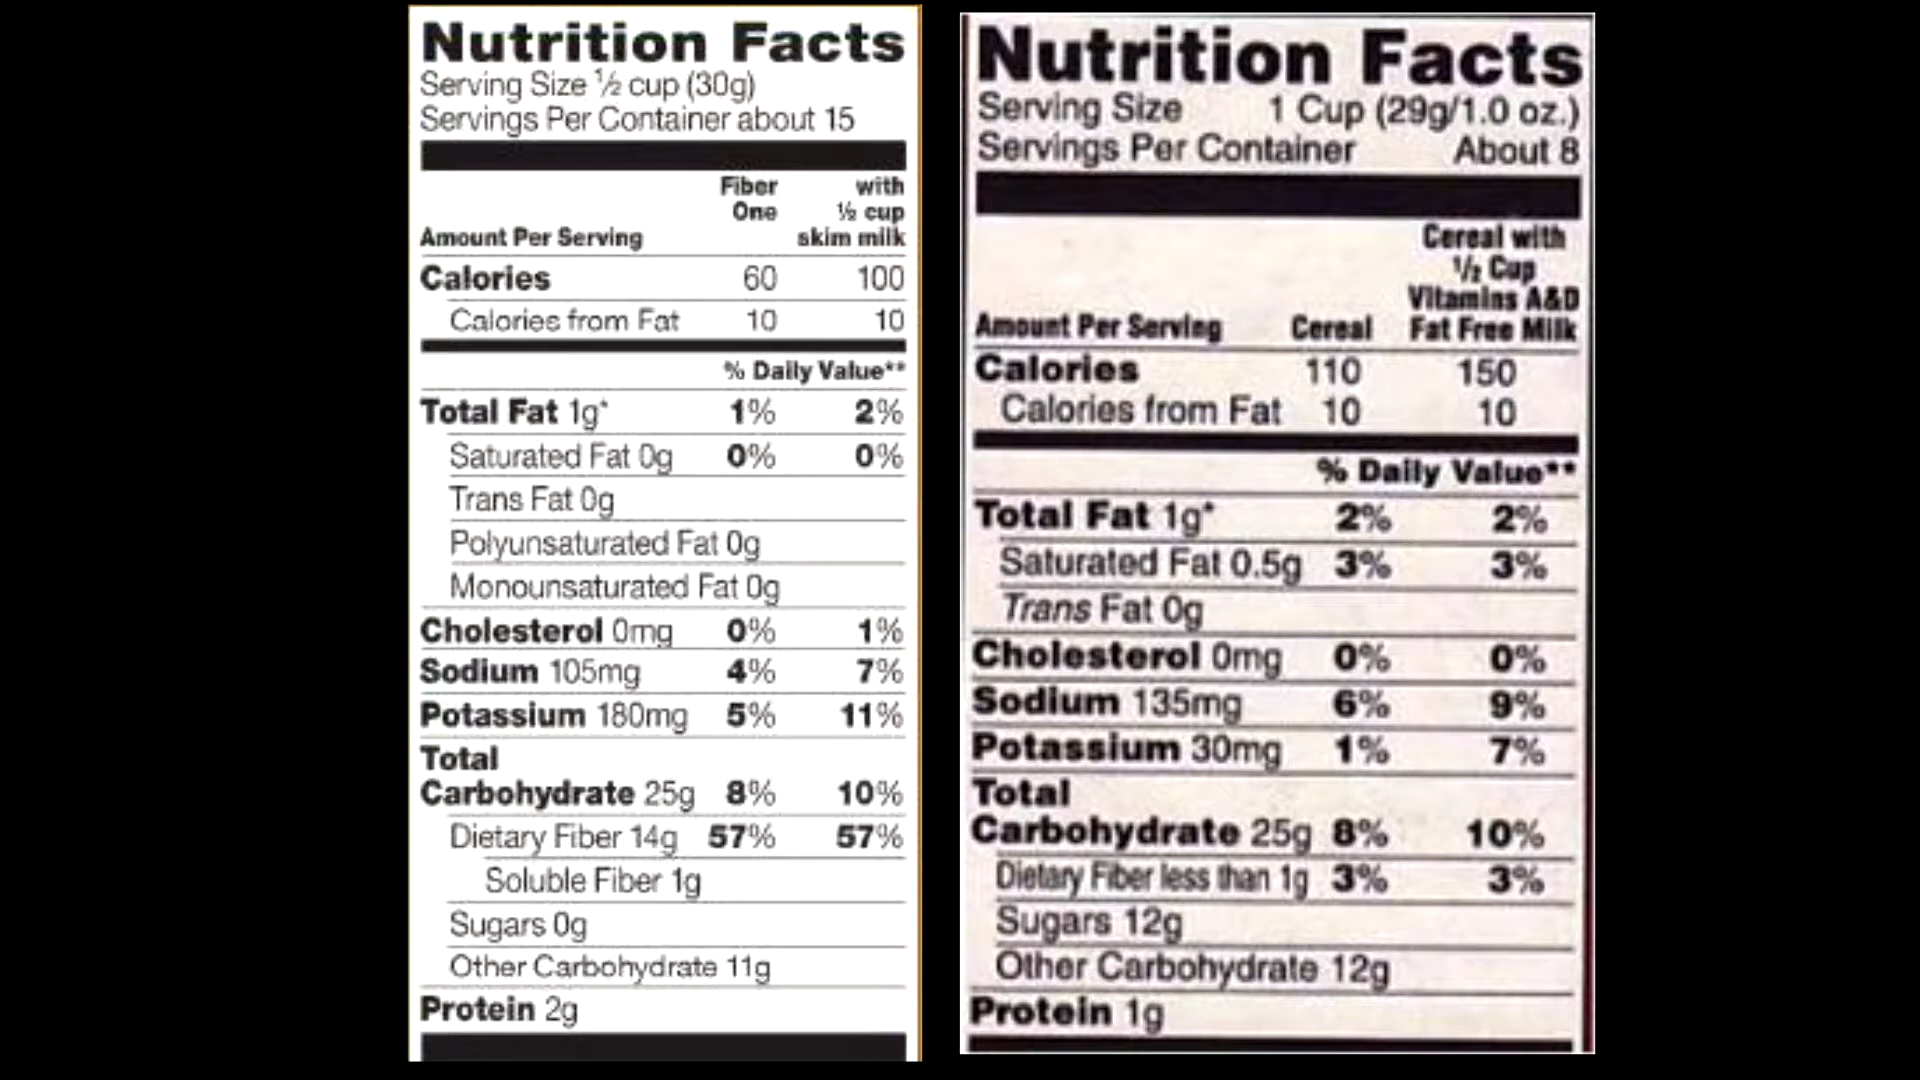 Nutrition Facts
Serving Size ½ cup (30g)
Servings Per Container about 15
Fiber One
with ½ cup skim milk
Amount Per Serving
Calories 60 100
Calories from Fat 10 10
% Daily Value**
Total Fat 1g* 1% 2%
Saturated Fat 0g 0% 0%
Trans Fat 0g
Polyunsaturated Fat 0g
Monounsaturated Fat 0g
Cholesterol 0mg 0% 1%
Sodium 105mg 4% 7%
Potassium 180mg 5% 11%
Total
Carbohydrate 25g 8% 10%
Dietary Fiber 14g 57% 57%
Soluble Fiber 1g
Sugars 0g
Other Carbohydrate 11g
Protein 2g
Nutrition Facts
Serving Size 1 Cup (29g/1.0 oz.)
Servings Per Container About 8
Cereal with
½ Cup
Vitamins A&D
Amount Per Serving Cereal Fat Free Milk
Calories 110 150
Calories from Fat 10 10
% Daily Value**
Total Fat 1g* 2% 2%
Saturated Fat 0.5g 3% 3%
Trans Fat 0g
Cholesterol 0mg 0% 0%
Sodium 135mg 6% 9%
Potassium 30mg 1% 7%
Total
Carbohydrate 25g 8% 10%
Dietary Fiber less than 1g 3% 3%
Sugars 12g
Other Carbohydrate 12g
Protein 1g